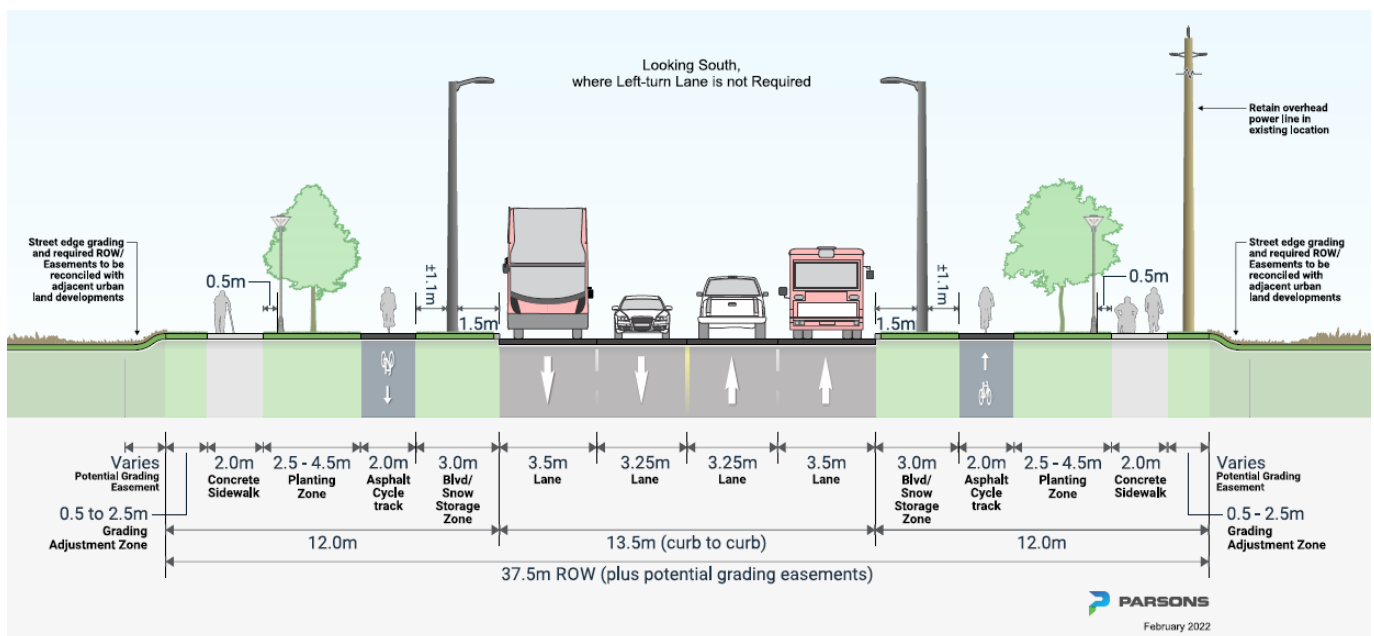 Looking South,
where Left-turn Lane is not Required
Retain overhead
power line in
existing location
Street edge grading
and required ROW/
Easements to be
reconciled with
adjacent urban
land developments
0.5m
±1.1m
1.5m
1.5m
±1.1m
0.5m
Street edge grading
and required ROW/
Easements to be
reconciled with
adjacent urban
land developments
Varies
Potential Grading
Easement
0.5 to 2.5m
Grading
Adjustment Zone
2.0m
Concrete
Sidewalk
2.5 - 4.5m
Planting
Zone
2.0m
Asphalt
Cycle
track
3.0m
Blvd/
Snow
Storage
Zone
3.5m
Lane
3.25m
Lane
3.25m
Lane
3.5m
Lane
3.0m
Blvd/
Snow
Storage
Zone
2.0m
Asphalt
Cycle
track
2.5 - 4.5m
Planting
Zone
2.0m
Concrete
Sidewalk
Varies
Potential Grading
Easement
0.5 - 2.5m
Grading
Adjustment Zone
12.0m
13.5m (curb to curb)
12.0m
37.5m ROW (plus potential grading easements)
PARSONS
February 2022